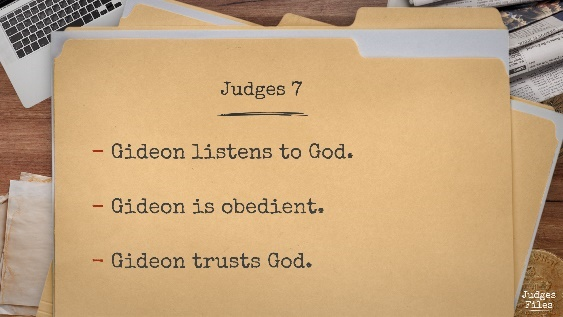 Judges 7
- Gideon listens to God.
- Gideon is obedient.
- Gideon trusts God.
Judges
Files